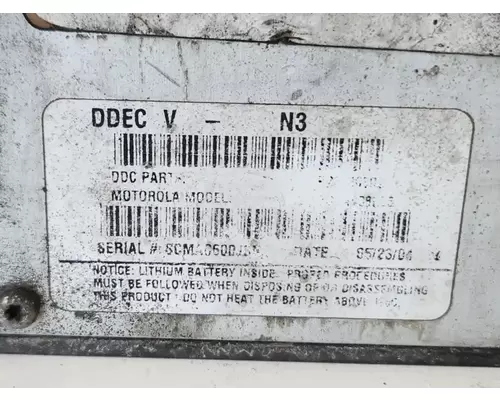 DDEC V - N3
DDC PART
MOTOROLA MODEL:
SERIAL #: DATE
NOTICE: LITHIUM BATTERY INSIDE. PROPER PROCEDURES
MUST BE FOLLOWED WHEN DISPOSING OF OR DISASSEMBLING
THIS PRODUCT! DO NOT HEAT THE BATTERY ABOVE